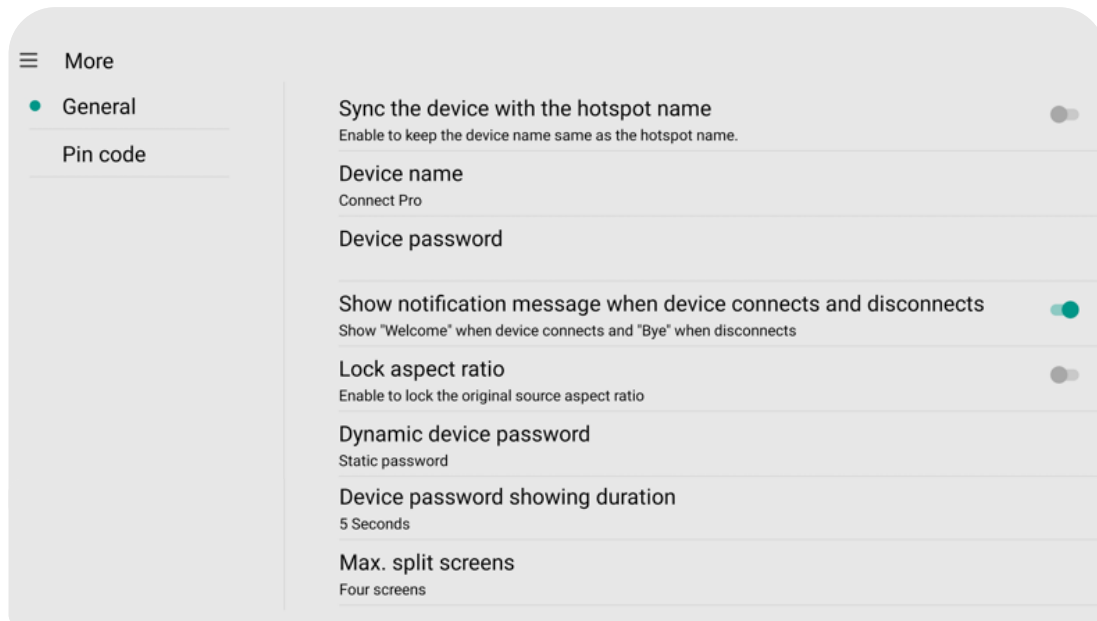 More
General
Pin code
Sync the device with the hotspot name
Enable to keep the device name same as the hotspot name.
Device name
Connect Pro
Device password
Show notification message when device connects and disconnects
Show "Welcome" when device connects and "Bye" when disconnects
Lock aspect ratio
Enable to lock the original source aspect ratio
Dynamic device password
Static password
Device password showing duration
5 Seconds
Max. split screens
Four screens